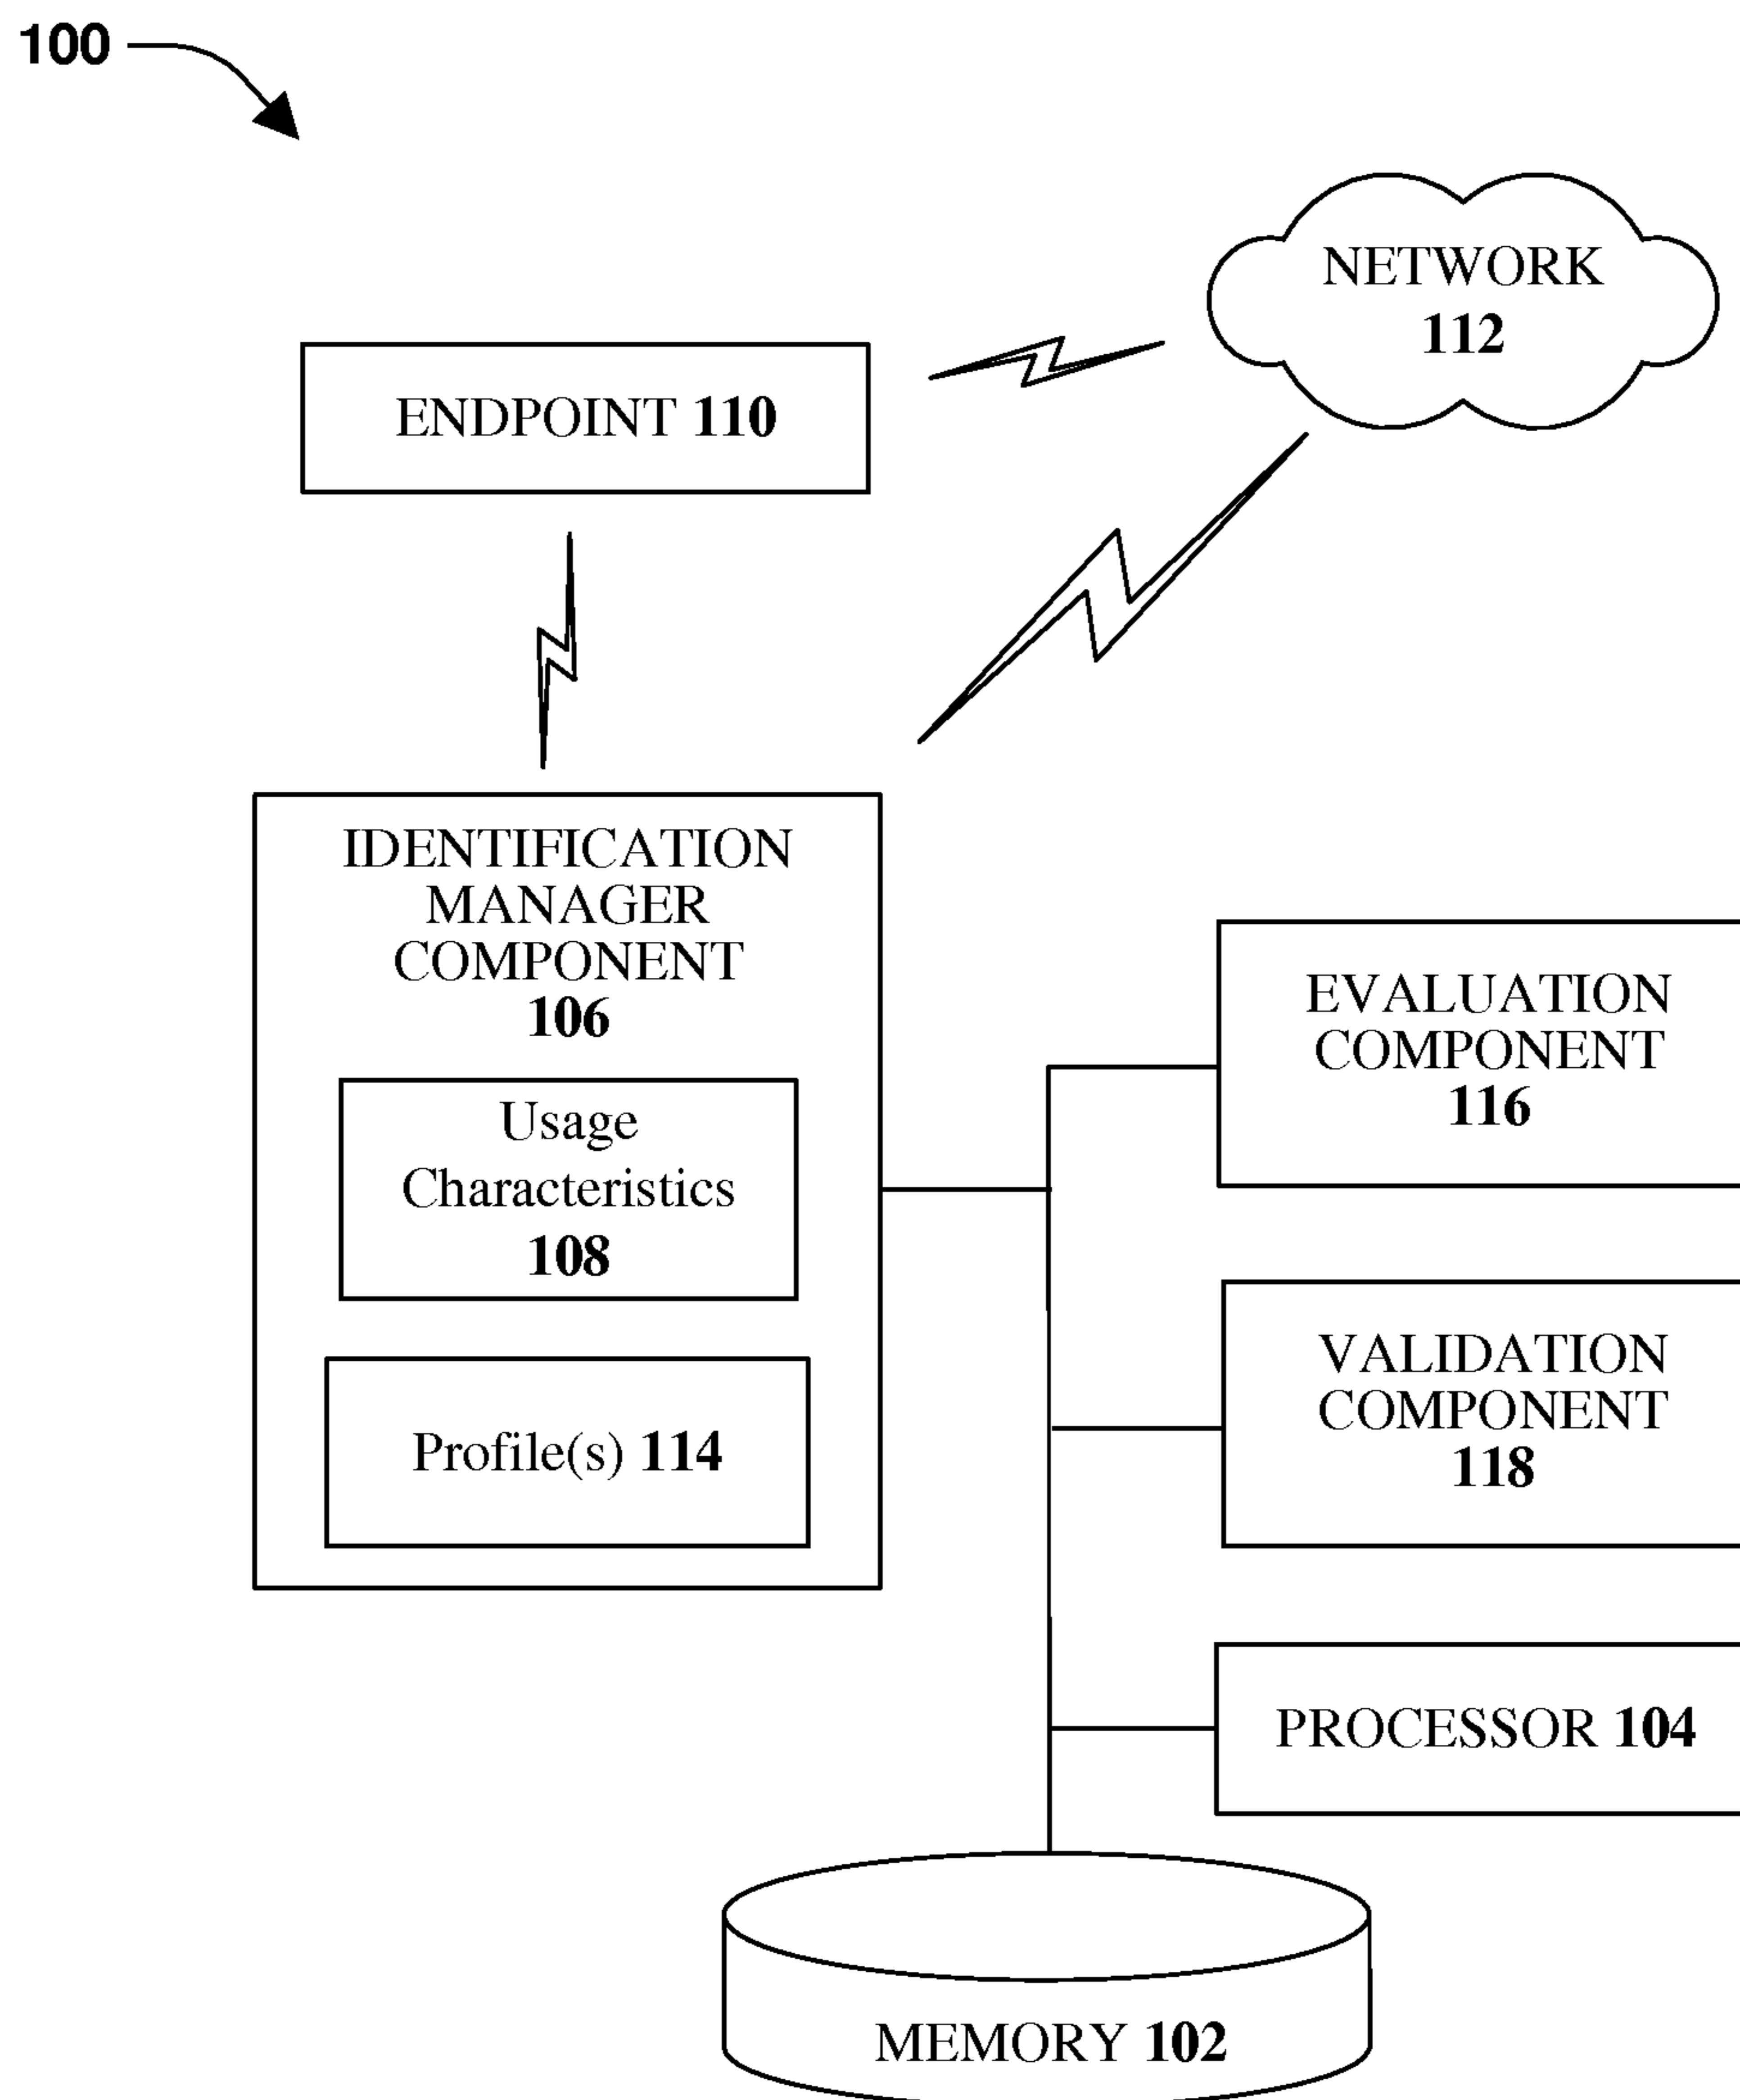 100
NETWORK
112
ENDPOINT 110
IDENTIFICATION
MANAGER
COMPONENT
106
Usage
Characteristics
108
Profile(s) 114
EVALUATION
COMPONENT
116
VALIDATION
COMPONENT
118
PROCESSOR 104
MEMORY 102